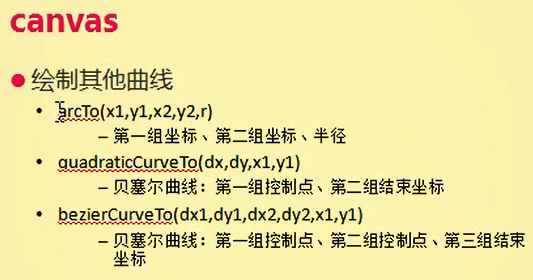 canvas
绘制其他曲线
arcTo(x1,y1,x2,y2,r)
– 第一组坐标、第二组坐标、半径
quadraticCurveTo(dx,dy,x1,y1)
– 贝塞尔曲线：第一组控制点、第二组结束坐标
bezierCurveTo(dx1,dy1,dx2,dy2,x1,y1)
– 贝塞尔曲线：第一组控制点、第二组控制点、第三组结束
坐标